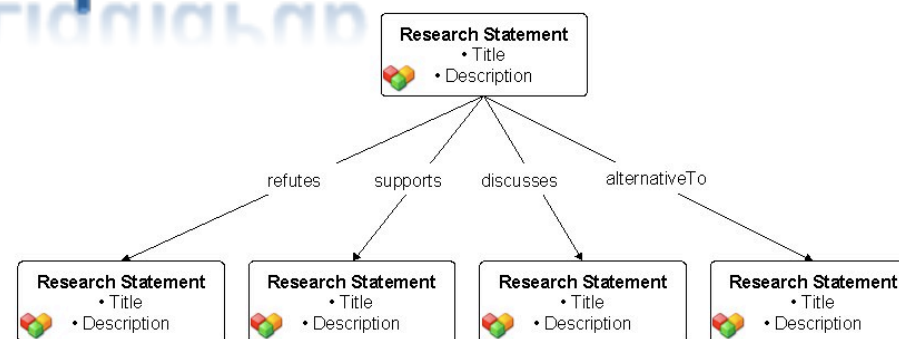 Research Statement
• Title
• Description
refutes
supports
discusses
alternativeTo
Research Statement
• Title
• Description
Research Statement
• Title
• Description
Research Statement
• Title
• Description
Research Statement
• Title
• Description